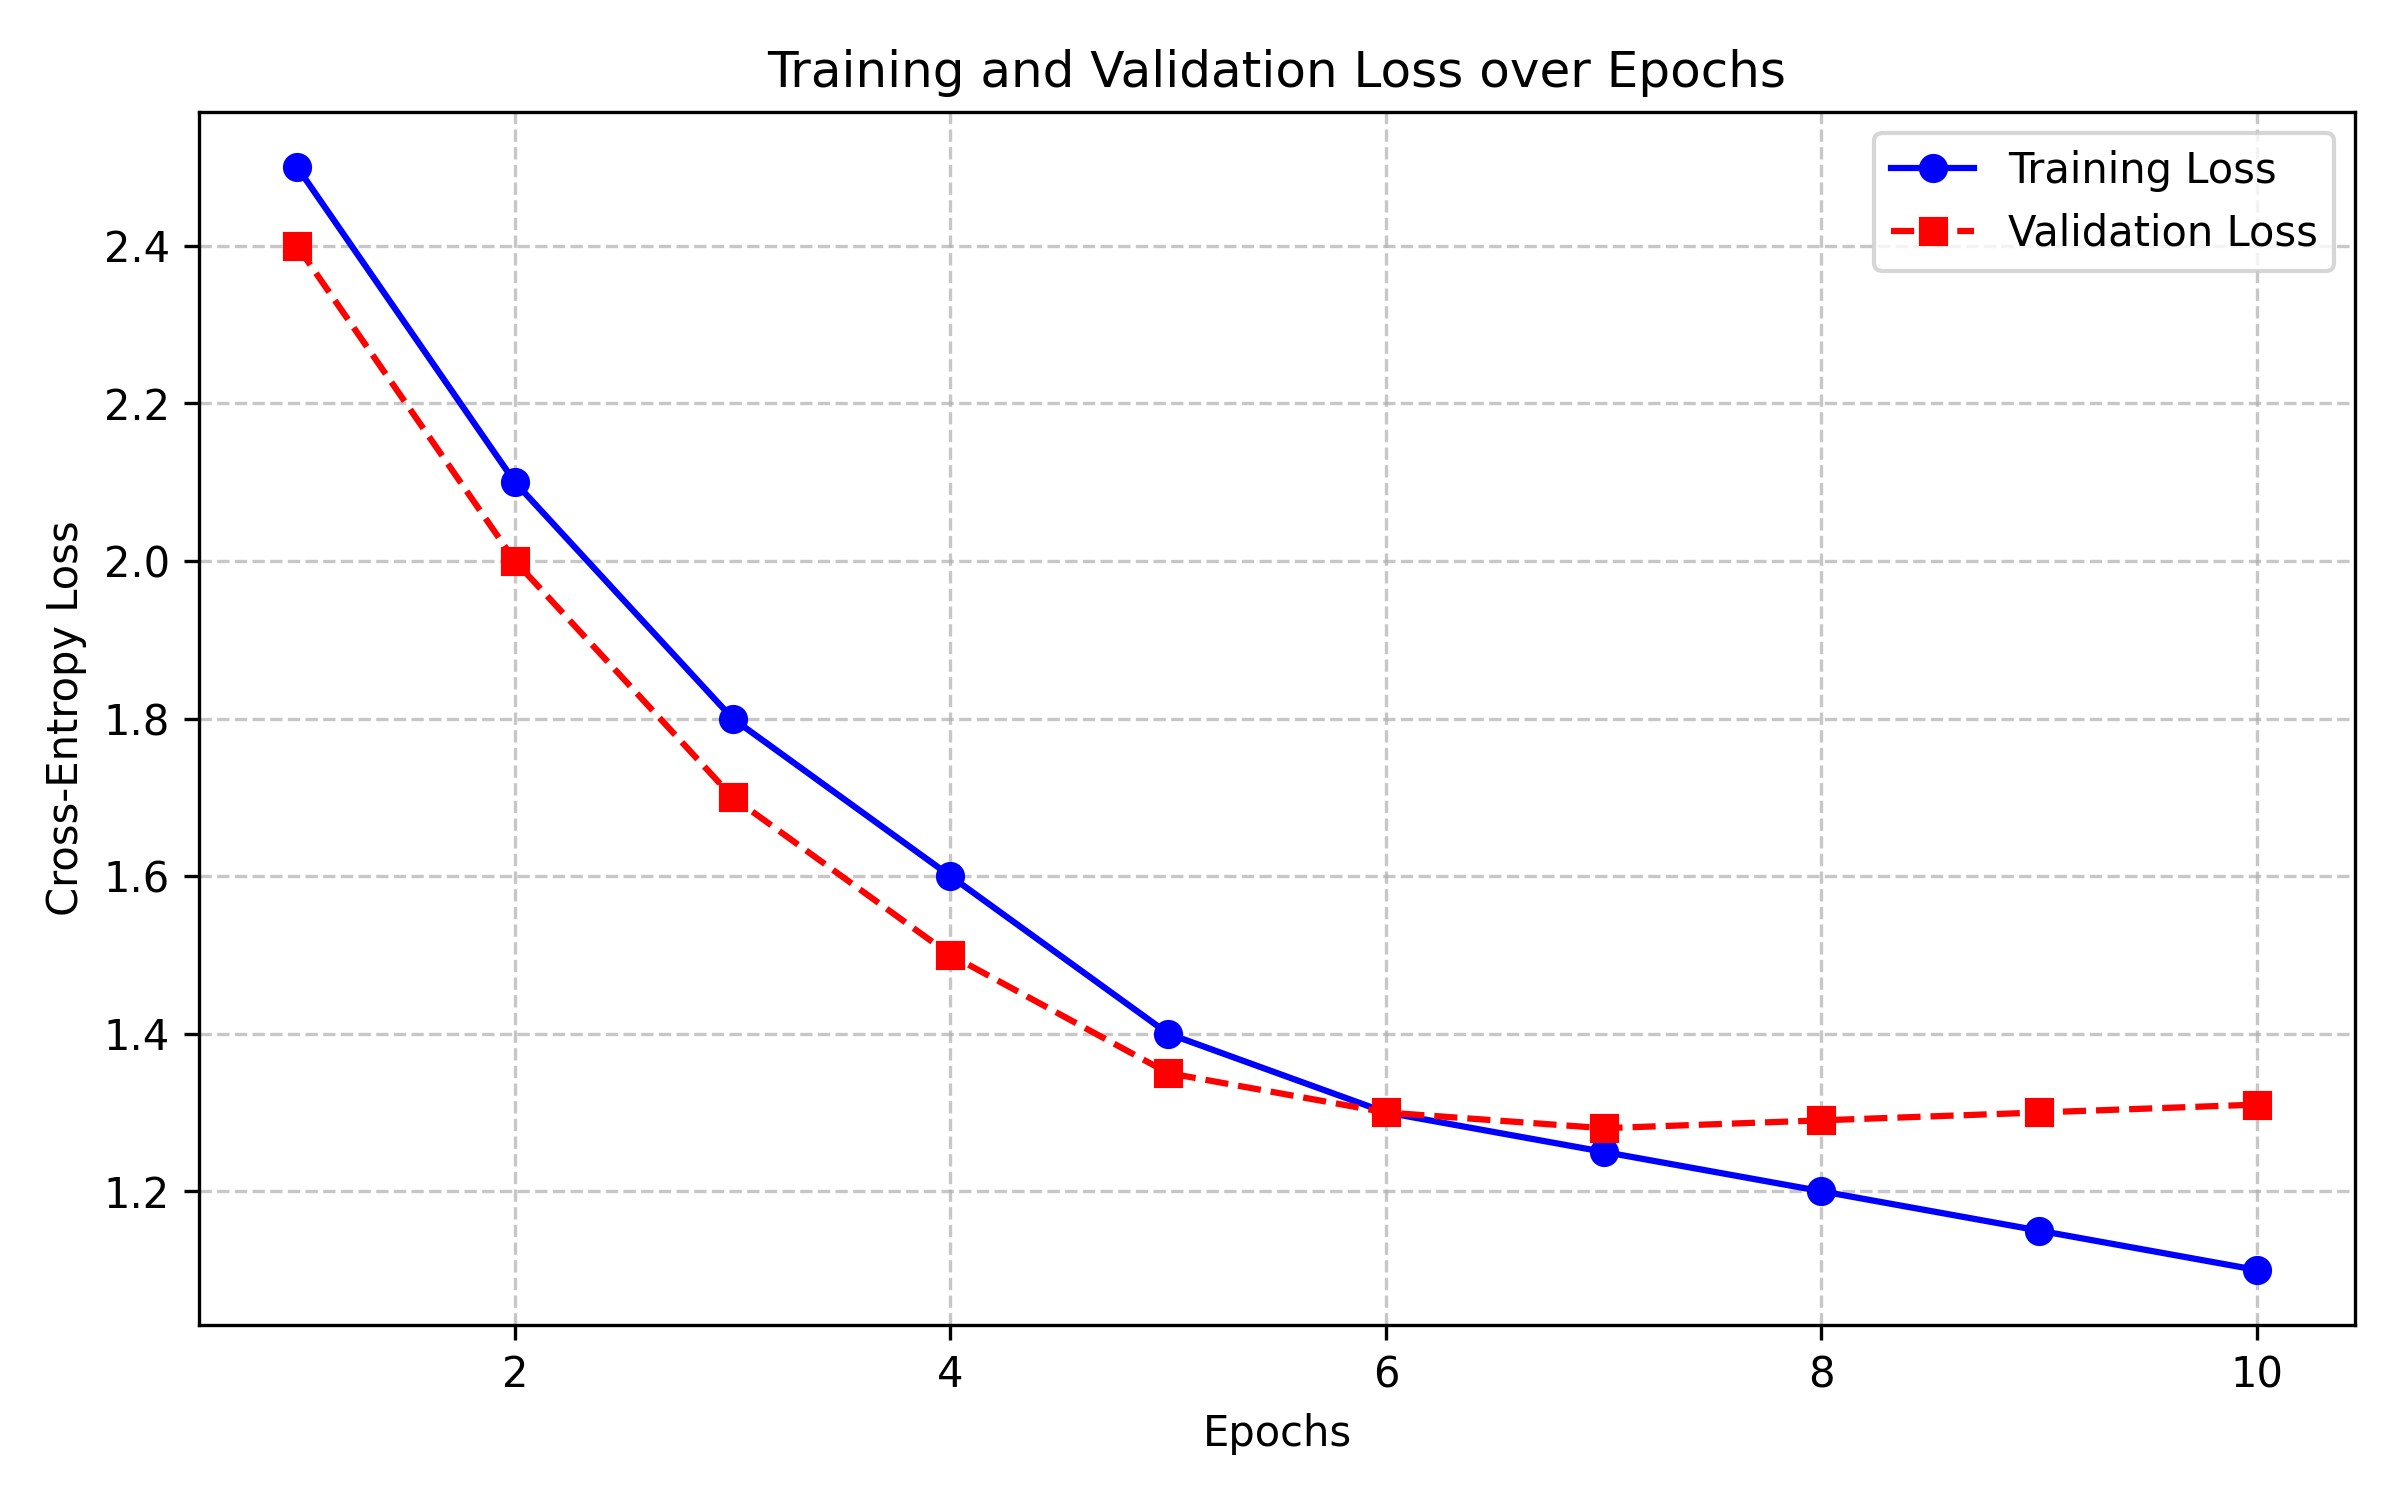 Training and Validation Loss over Epochs
Training Loss
Validation Loss
Cross-Entropy Loss
2.4
2.2
2.0
1.8
1.6
1.4
1.2
2 4 6 8 10
Epochs